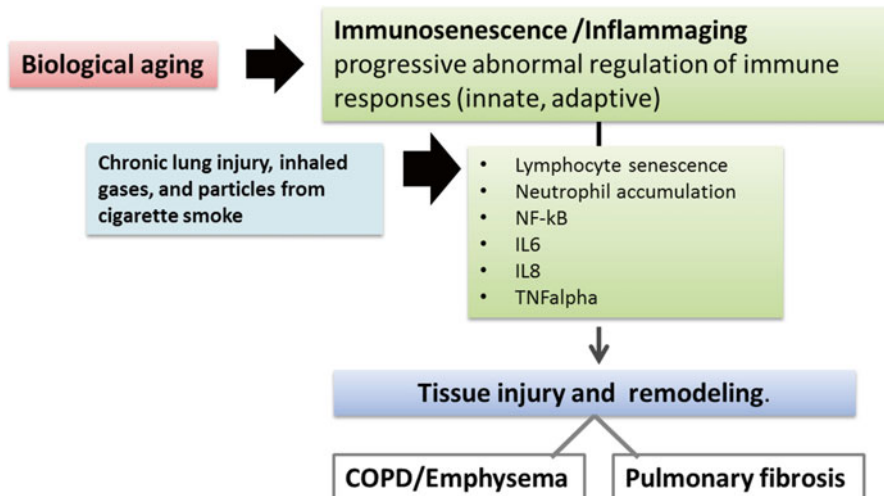 Biological aging
Immunosenescence /Inflammaging
progressive abnormal regulation of immune
responses (innate, adaptive)
Chronic lung injury, inhaled
gases, and particles from
cigarette smoke
• Lymphocyte senescence
• Neutrophil accumulation
• NF-kB
• IL6
• IL8
• TNFalpha
Tissue injury and remodeling.
COPD/Emphysema
Pulmonary fibrosis